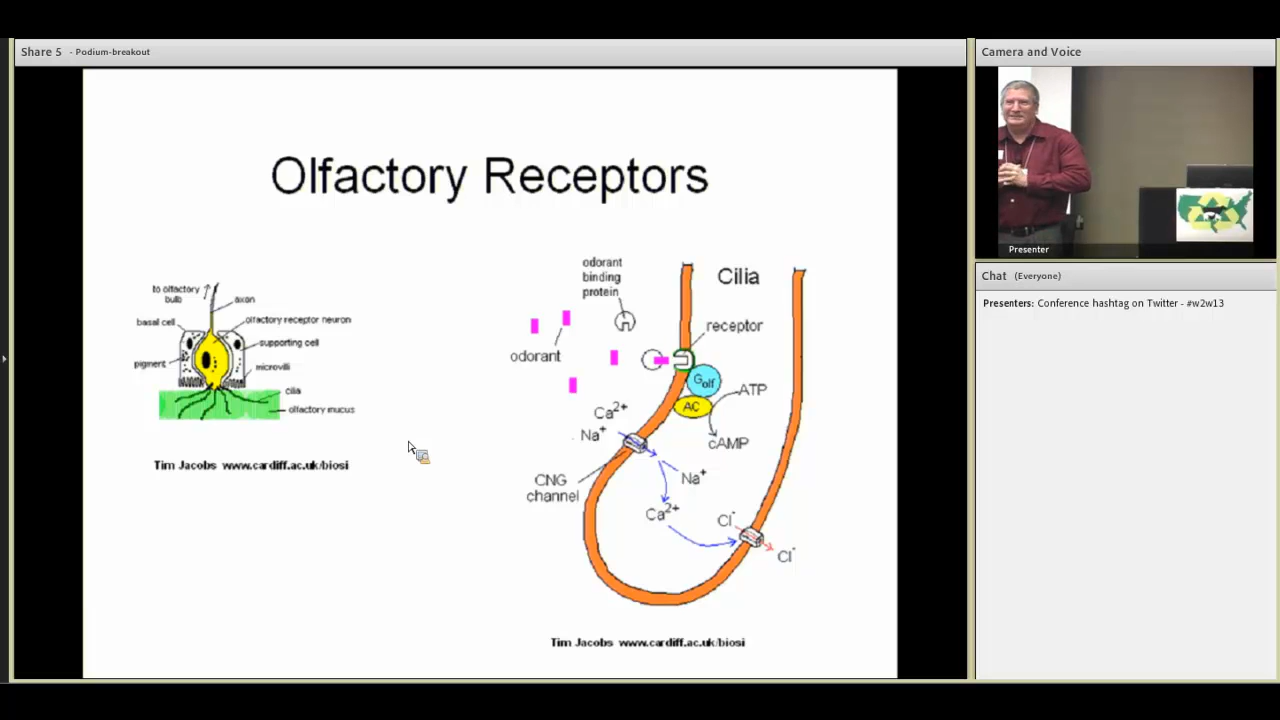 Share 5 - Podium-breakout
Olfactory Receptors
to olfactory
bulb
axon
basal cell
olfactory receptor neuron
supporting cell
pigment
microvilli
cilia
olfactory mucus
Tim Jacobs www.cardiff.ac.uk/biosi
odorant
binding
protein
Cilia
receptor
odorant
Golf
ATP
AC
Ca2+
cAMP
Na+
CNG
channel
Na+
Ca2+
Cl-
Cl-
Tim Jacobs www.cardiff.ac.uk/biosi
Camera and Voice
Presenter
Chat (Everyone)
Presenters: Conference hashtag on Twitter - #w2w13